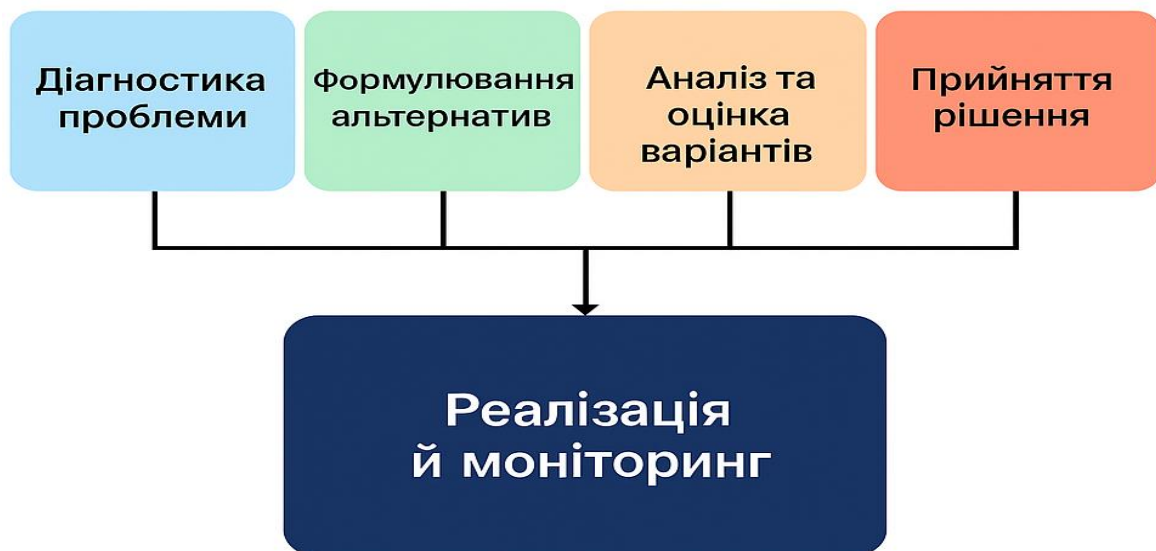 Діагностика
проблеми
Формулювання
альтернатив
Аналіз та
оцінка
варіантів
Прийняття
рішення
Реалізація
й моніторинг